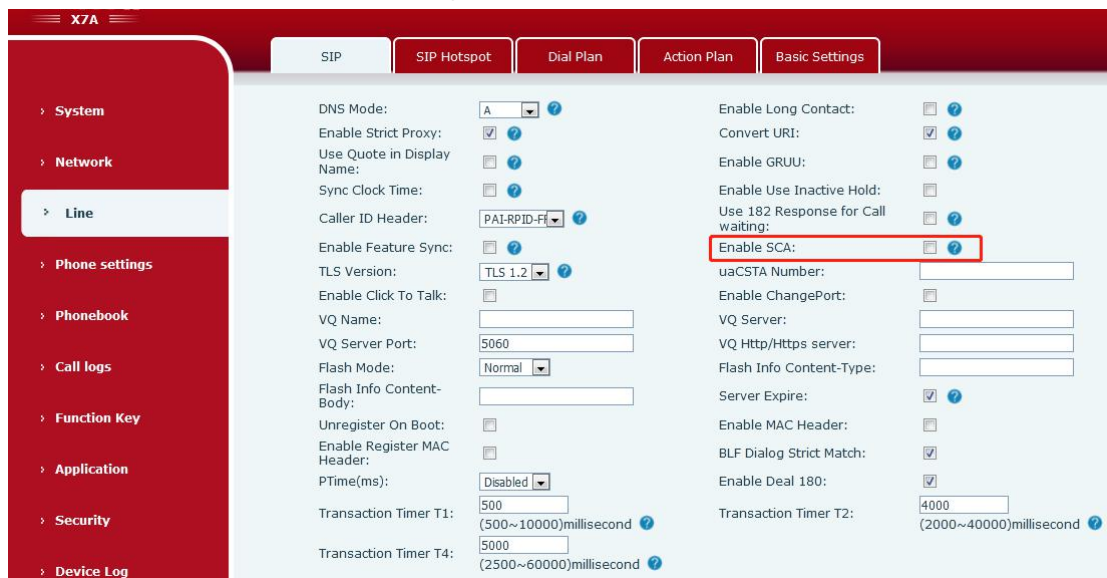 X7A
SIP
SIP Hotspot
Dial Plan
Action Plan
Basic Settings
System
Network
Line
Phone settings
Phonebook
Call logs
Function Key
Application
Security
Device Log
DNS Mode: A
Enable Long Contact:
Enable Strict Proxy:
Convert URI:
Use Quote in Display
Name:
Enable GRUU:
Sync Clock Time:
Enable Use Inactive Hold:
Caller ID Header: PAI-RPID-
Use 182 Response for Call
waiting:
Enable Feature Sync:
Enable SCA:
TLS Version: TLS 1.2
uaCSTA Number:
Enable Click To Talk:
Enable ChangePort:
VQ Name:
VQ Server:
VQ Server Port: 5060
VQ Http/Https server:
Flash Mode: Normal
Flash Info Content-Type:
Flash Info Content-
Body:
Server Expire:
Unregister On Boot:
Enable MAC Header:
Enable Register MAC
Header:
BLF Dialog Strict Match:
PTime(ms): Disabled
Enable Deal 180:
Transaction Timer T1: 500
(500~10000)millisecond
Transaction Timer T2: 4000
(2000~40000)millisecond
Transaction Timer T4: 5000
(2500~60000)millisecond